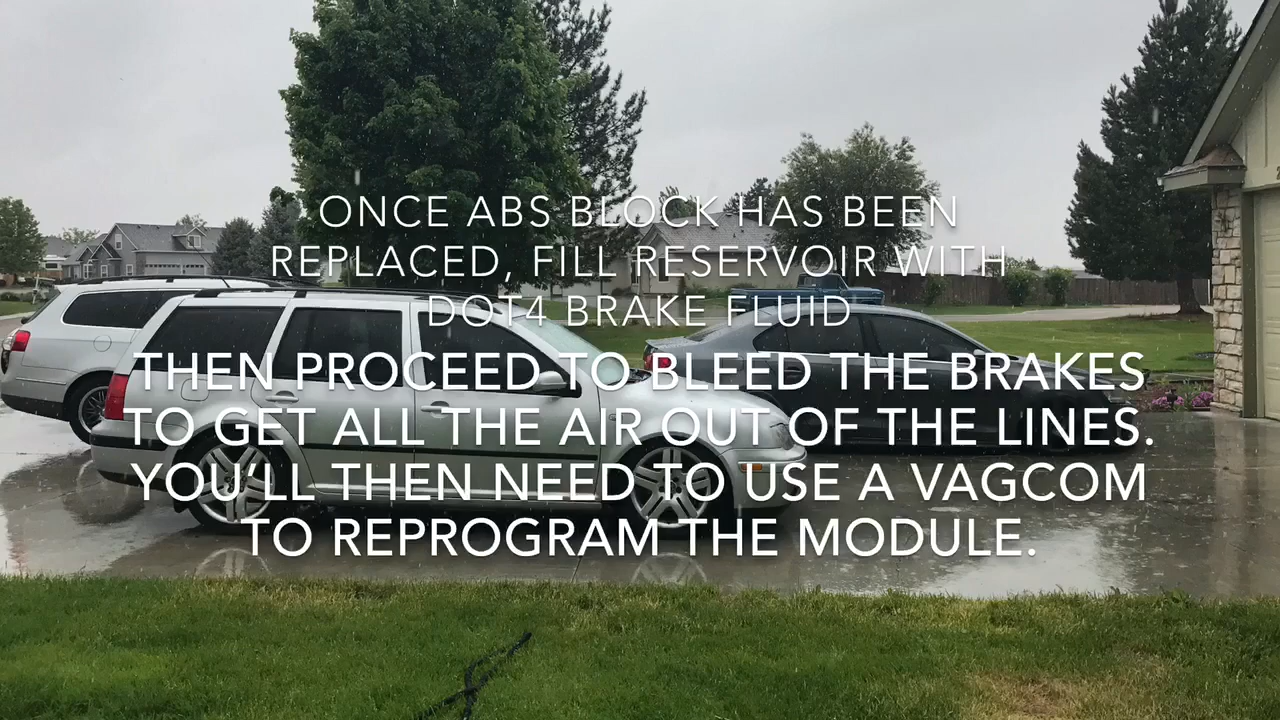 ONCE ABS BLOCK HAS BEEN
REPLACED, FILL RESERVOIR WITH
DOT4 BRAKE FLUID
THEN PROCEED TO BLEED THE BRAKES
TO GET ALL THE AIR OUT OF THE LINES.
YOU'LL THEN NEED TO USE A VAGCOM
TO REPROGRAM THE MODULE.